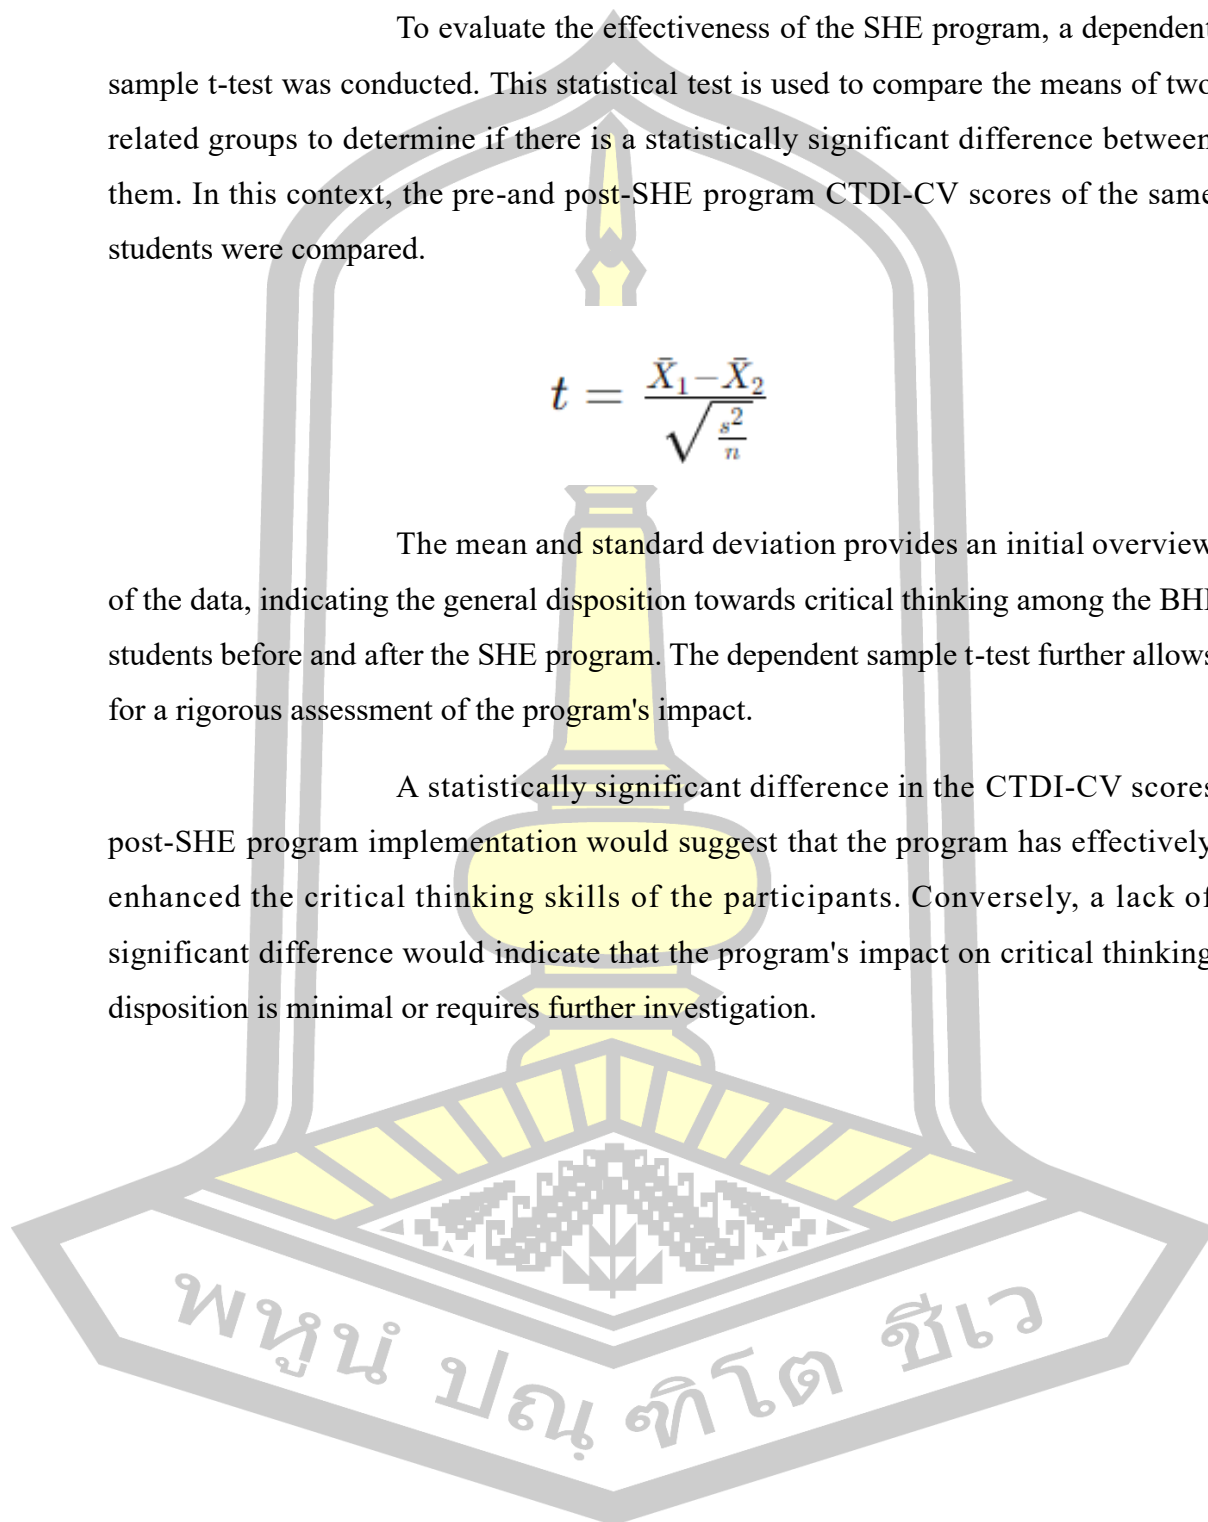 To evaluate the effectiveness of the SHE program, a dependent
sample t-test was conducted. This statistical test is used to compare the means of two
related groups to determine if there is a statistically significant difference between
them. In this context, the pre-and post-SHE program CTDI-CV scores of the same
students were compared.
t = \frac{\bar{X}_1 - \bar{X}_2}{\sqrt{\frac{s^2}{n}}}
The mean and standard deviation provides an initial overview
of the data, indicating the general disposition towards critical thinking among the BHI
students before and after the SHE program. The dependent sample t-test further allows
for a rigorous assessment of the program's impact.
A statistically significant difference in the CTDI-CV scores
post-SHE program implementation would suggest that the program has effectively
enhanced the critical thinking skills of the participants. Conversely, a lack of
significant difference would indicate that the program's impact on critical thinking
disposition is minimal or requires further investigation.
พหูนํ ปณฺฑิโต ชีเว